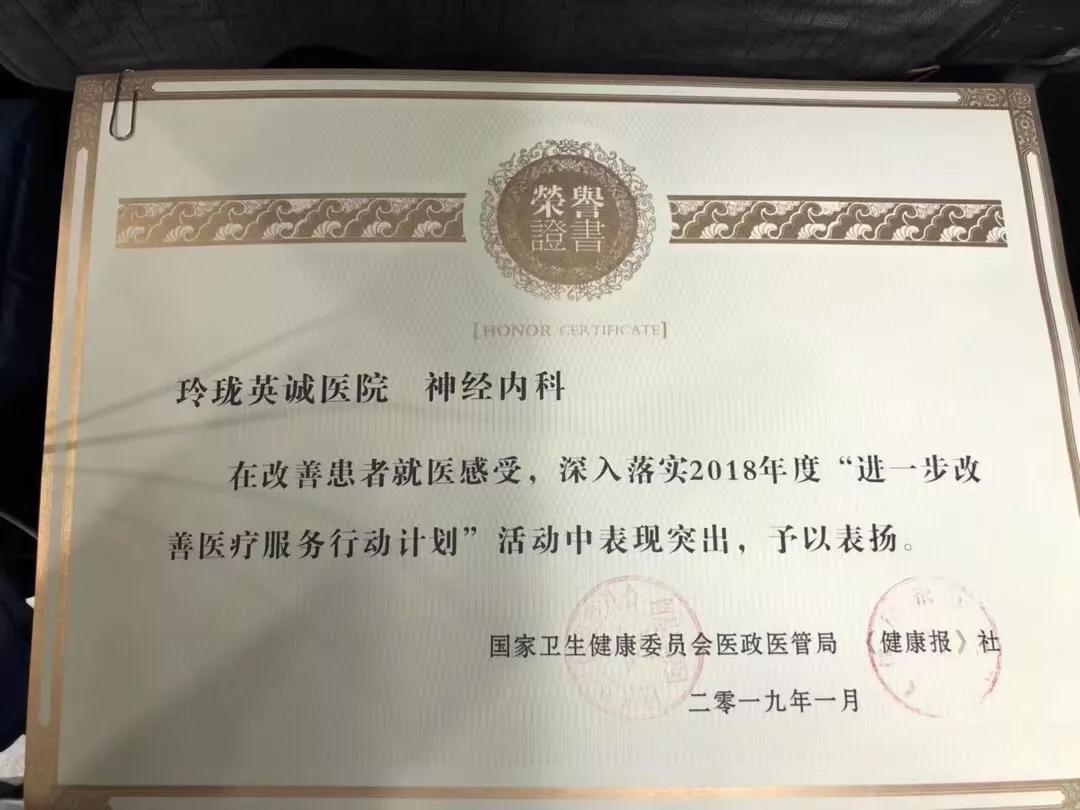 榮譽
證書
[HONOR CERTIFICATE]
玲珑英诚医院 神经内科
在改善患者就医感受，深入落实2018年度“进一步改
善医疗服务行动计划”活动中表现突出，予以表扬。
国家卫生健康委员会医政医管局 《健康报》社
二零一九年一月